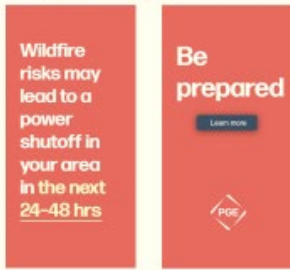 Wildfire
risks may
lead to a
power
shutoff in
your area
in the next
24–48 hrs
Be
prepared
Learn more
PGE